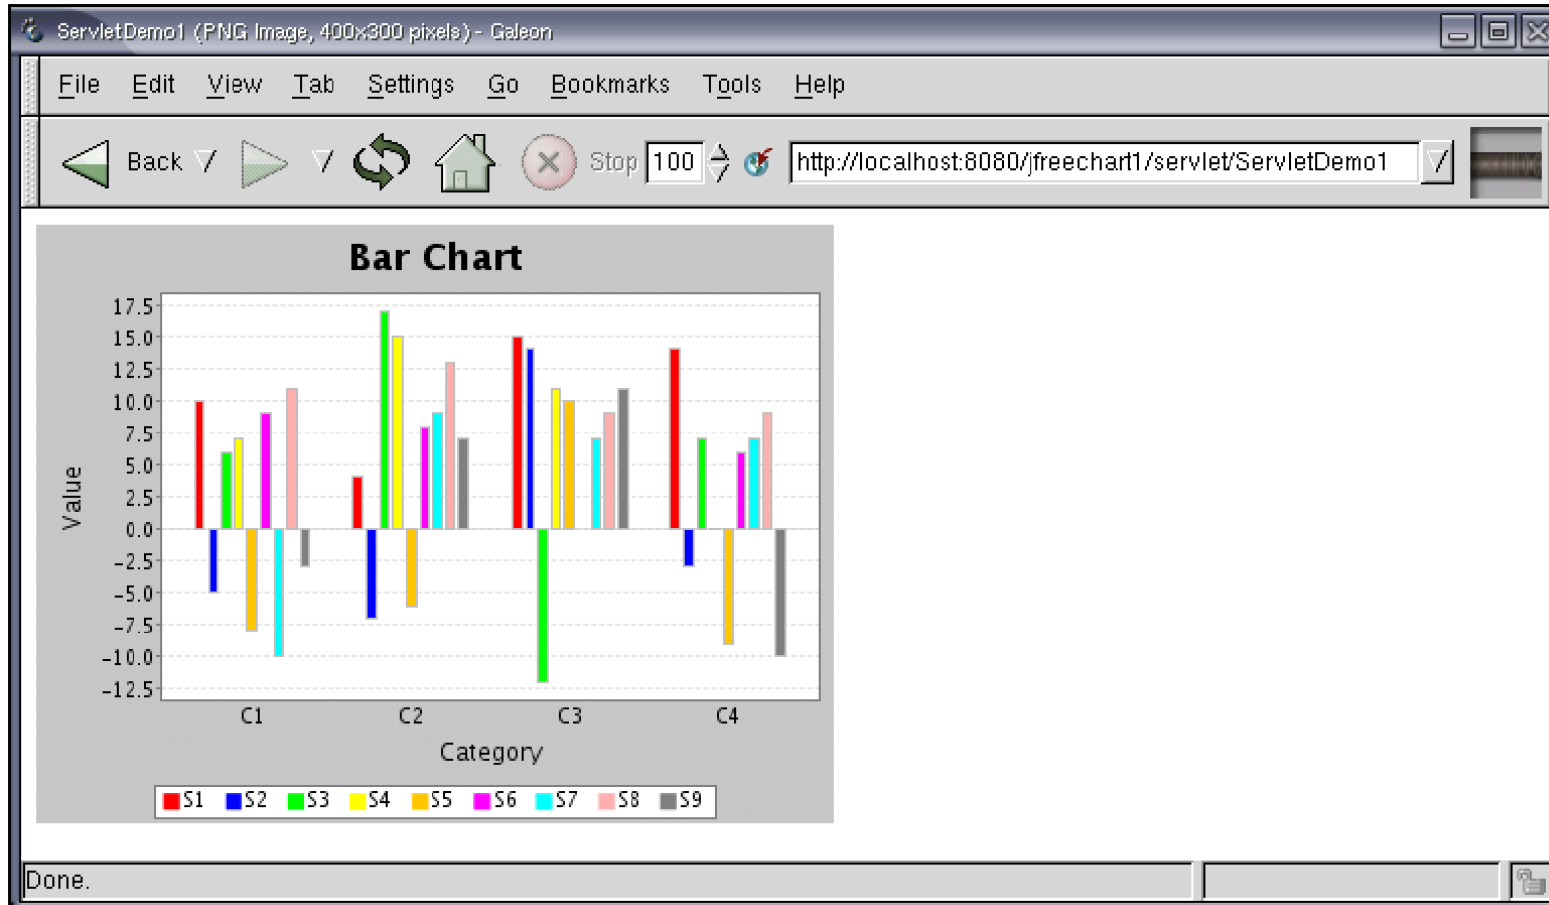 ServletDemo1 (PNG Image, 400x300 pixels) - Galeon
File Edit View Tab Settings Go Bookmarks Tools Help
Back Stop 100 http://localhost:8080/jfreechart1/servlet/ServletDemo1
Bar Chart
17.5
15.0
12.5
10.0
7.5
5.0
2.5
0.0
-2.5
-5.0
-7.5
-10.0
-12.5
Value
C1 C2 C3 C4
Category
S1 S2 S3 S4 S5 S6 S7 S8 S9
Done.